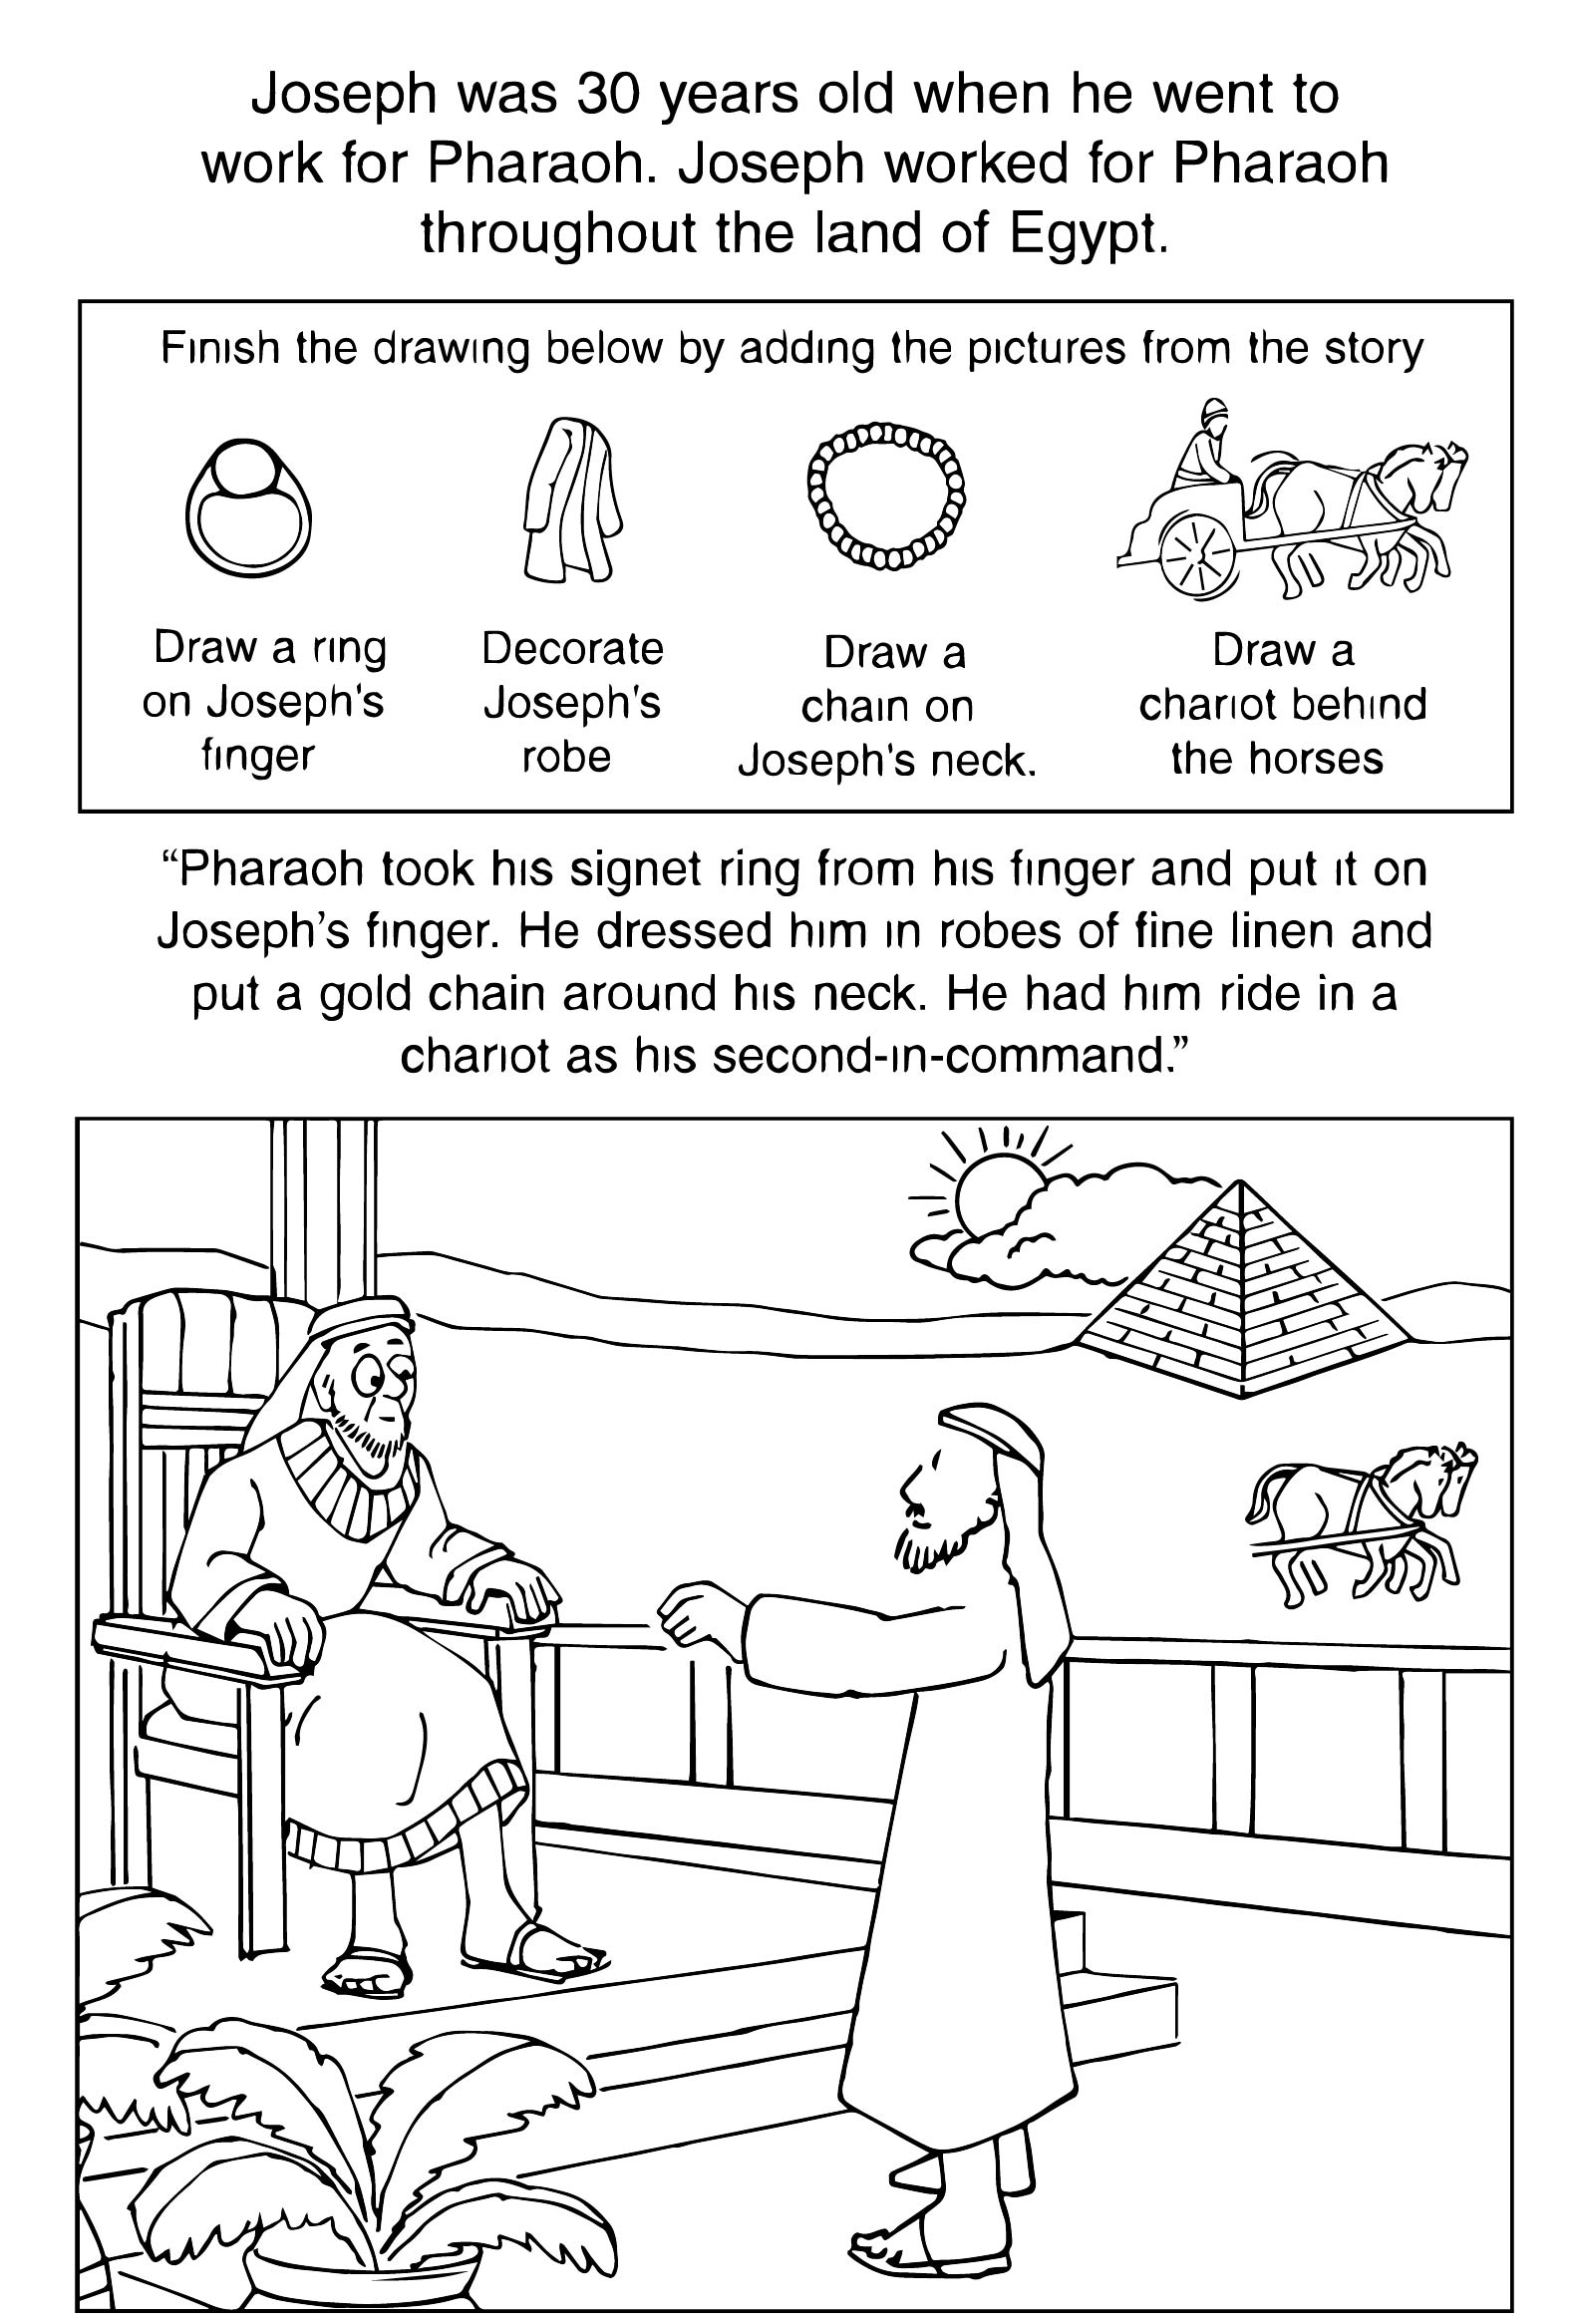 Joseph was 30 years old when he went to
work for Pharaoh. Joseph worked for Pharaoh
throughout the land of Egypt.
Finish the drawing below by adding the pictures from the story
Draw a ring
on Joseph's
finger
Decorate
Joseph's
robe
Draw a
chain on
Joseph's neck.
Draw a
chariot behind
the horses
“Pharaoh took his signet ring from his finger and put it on
Joseph’s finger. He dressed him in robes of fine linen and
put a gold chain around his neck. He had him ride in a
chariot as his second-in-command.”